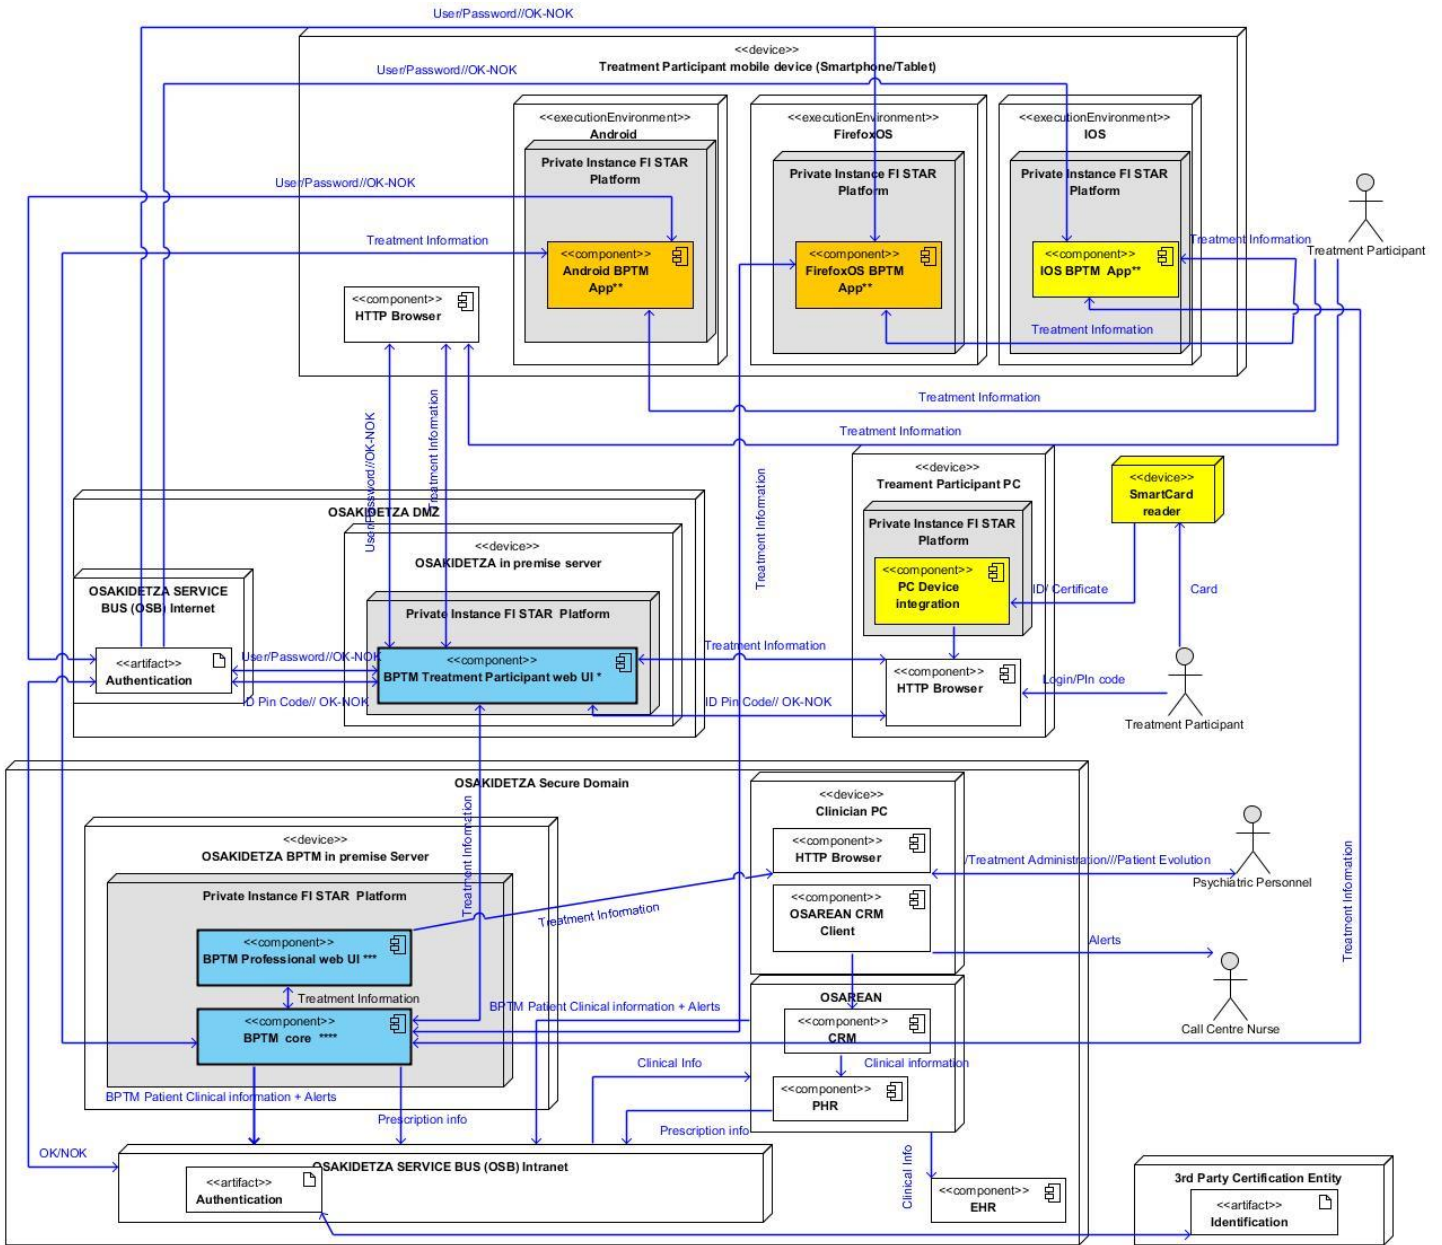 User/Password//OK-NOK
<<device>>
Treatment Participant mobile device (Smartphone/Tablet)
User/Password//OK-NOK
<<executionEnvironment>>
Android
<<executionEnvironment>>
FirefoxOS
<<executionEnvironment>>
IOS
Private Instance FI STAR
Platform
Private Instance FI STAR
Platform
Private Instance FI STAR
Platform
User/Password//OK-NOK
Treatment Information
<<component>>
Android BPTM
App**
<<component>>
FirefoxOS BPTM
App**
<<component>>
IOS BPTM App**
Treatment Information
Treatment Participant
<<component>>
HTTP Browser
Treatment Information
Treatment Information
Treatment Information
User/Password//OK-NOK
Treatment Information
Treatment Information
<<device>>
Treament Participant PC
<<device>>
SmartCard
reader
OSAKIDETZA DMZ
<<device>>
OSAKIDETZA in premise server
Private Instance FI STAR
Platform
<<component>>
PC Device
integration
ID/ Certificate
Card
OSAKIDETZA SERVICE
BUS (OSB) Internet
Private Instance FI STAR Platform
<<artifact>>
Authentication
User/Password//OK-NOK
<<component>>
BPTM Treatment Participant web UI *
Treatment Information
<<component>>
HTTP Browser
Login/PIn code
ID Pin Code// OK-NOK
ID Pin Code// OK-NOK
Treatment Participant
OSAKIDETZA Secure Domain
<<device>>
Clinician PC
<<device>>
OSAKIDETZA BPTM in premise Server
Treatment Information
<<component>>
HTTP Browser
/Treatment Administration///Patient Evolution
Psychiatric Personnel
Private Instance FI STAR Platform
Treatment Information
<<component>>
OSAREAN CRM
Client
Treatment Information
<<component>>
BPTM Professional web UI ***
Alerts
Treatment Information
BPTM Patient Clinical information + Alerts
OSAREAN
<<component>>
BPTM core ****
<<component>>
CRM
Call Centre Nurse
Clinical Info
Clinical information
BPTM Patient Clinical information + Alerts
<<component>>
PHR
Prescription info
Prescription info
OK/NOK
OSAKIDETZA SERVICE BUS (OSB) Intranet
Clinical Info
<<artifact>>
Authentication
<<component>>
EHR
3rd Party Certification Entity
<<artifact>>
Identification